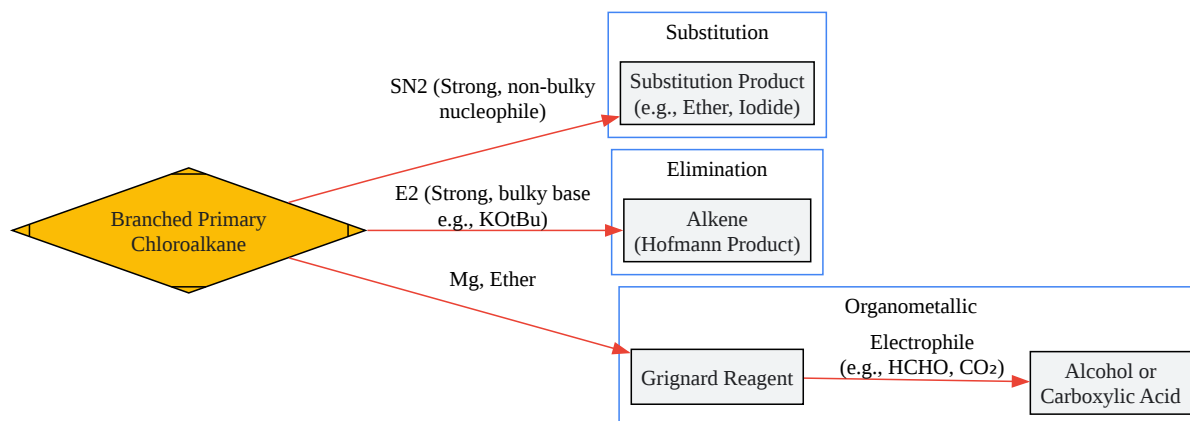 Substitution
SN2 (Strong, non-bulky
nucleophile)
Substitution Product
(e.g., Ether, Iodide)
Elimination
E2 (Strong, bulky base
e.g., KOtBu)
Branched Primary
Chloroalkane
Alkene
(Hofmann Product)
Mg, Ether
Organometallic
Electrophile
(e.g., HCHO, CO₂)
Grignard Reagent
Alcohol or
Carboxylic Acid